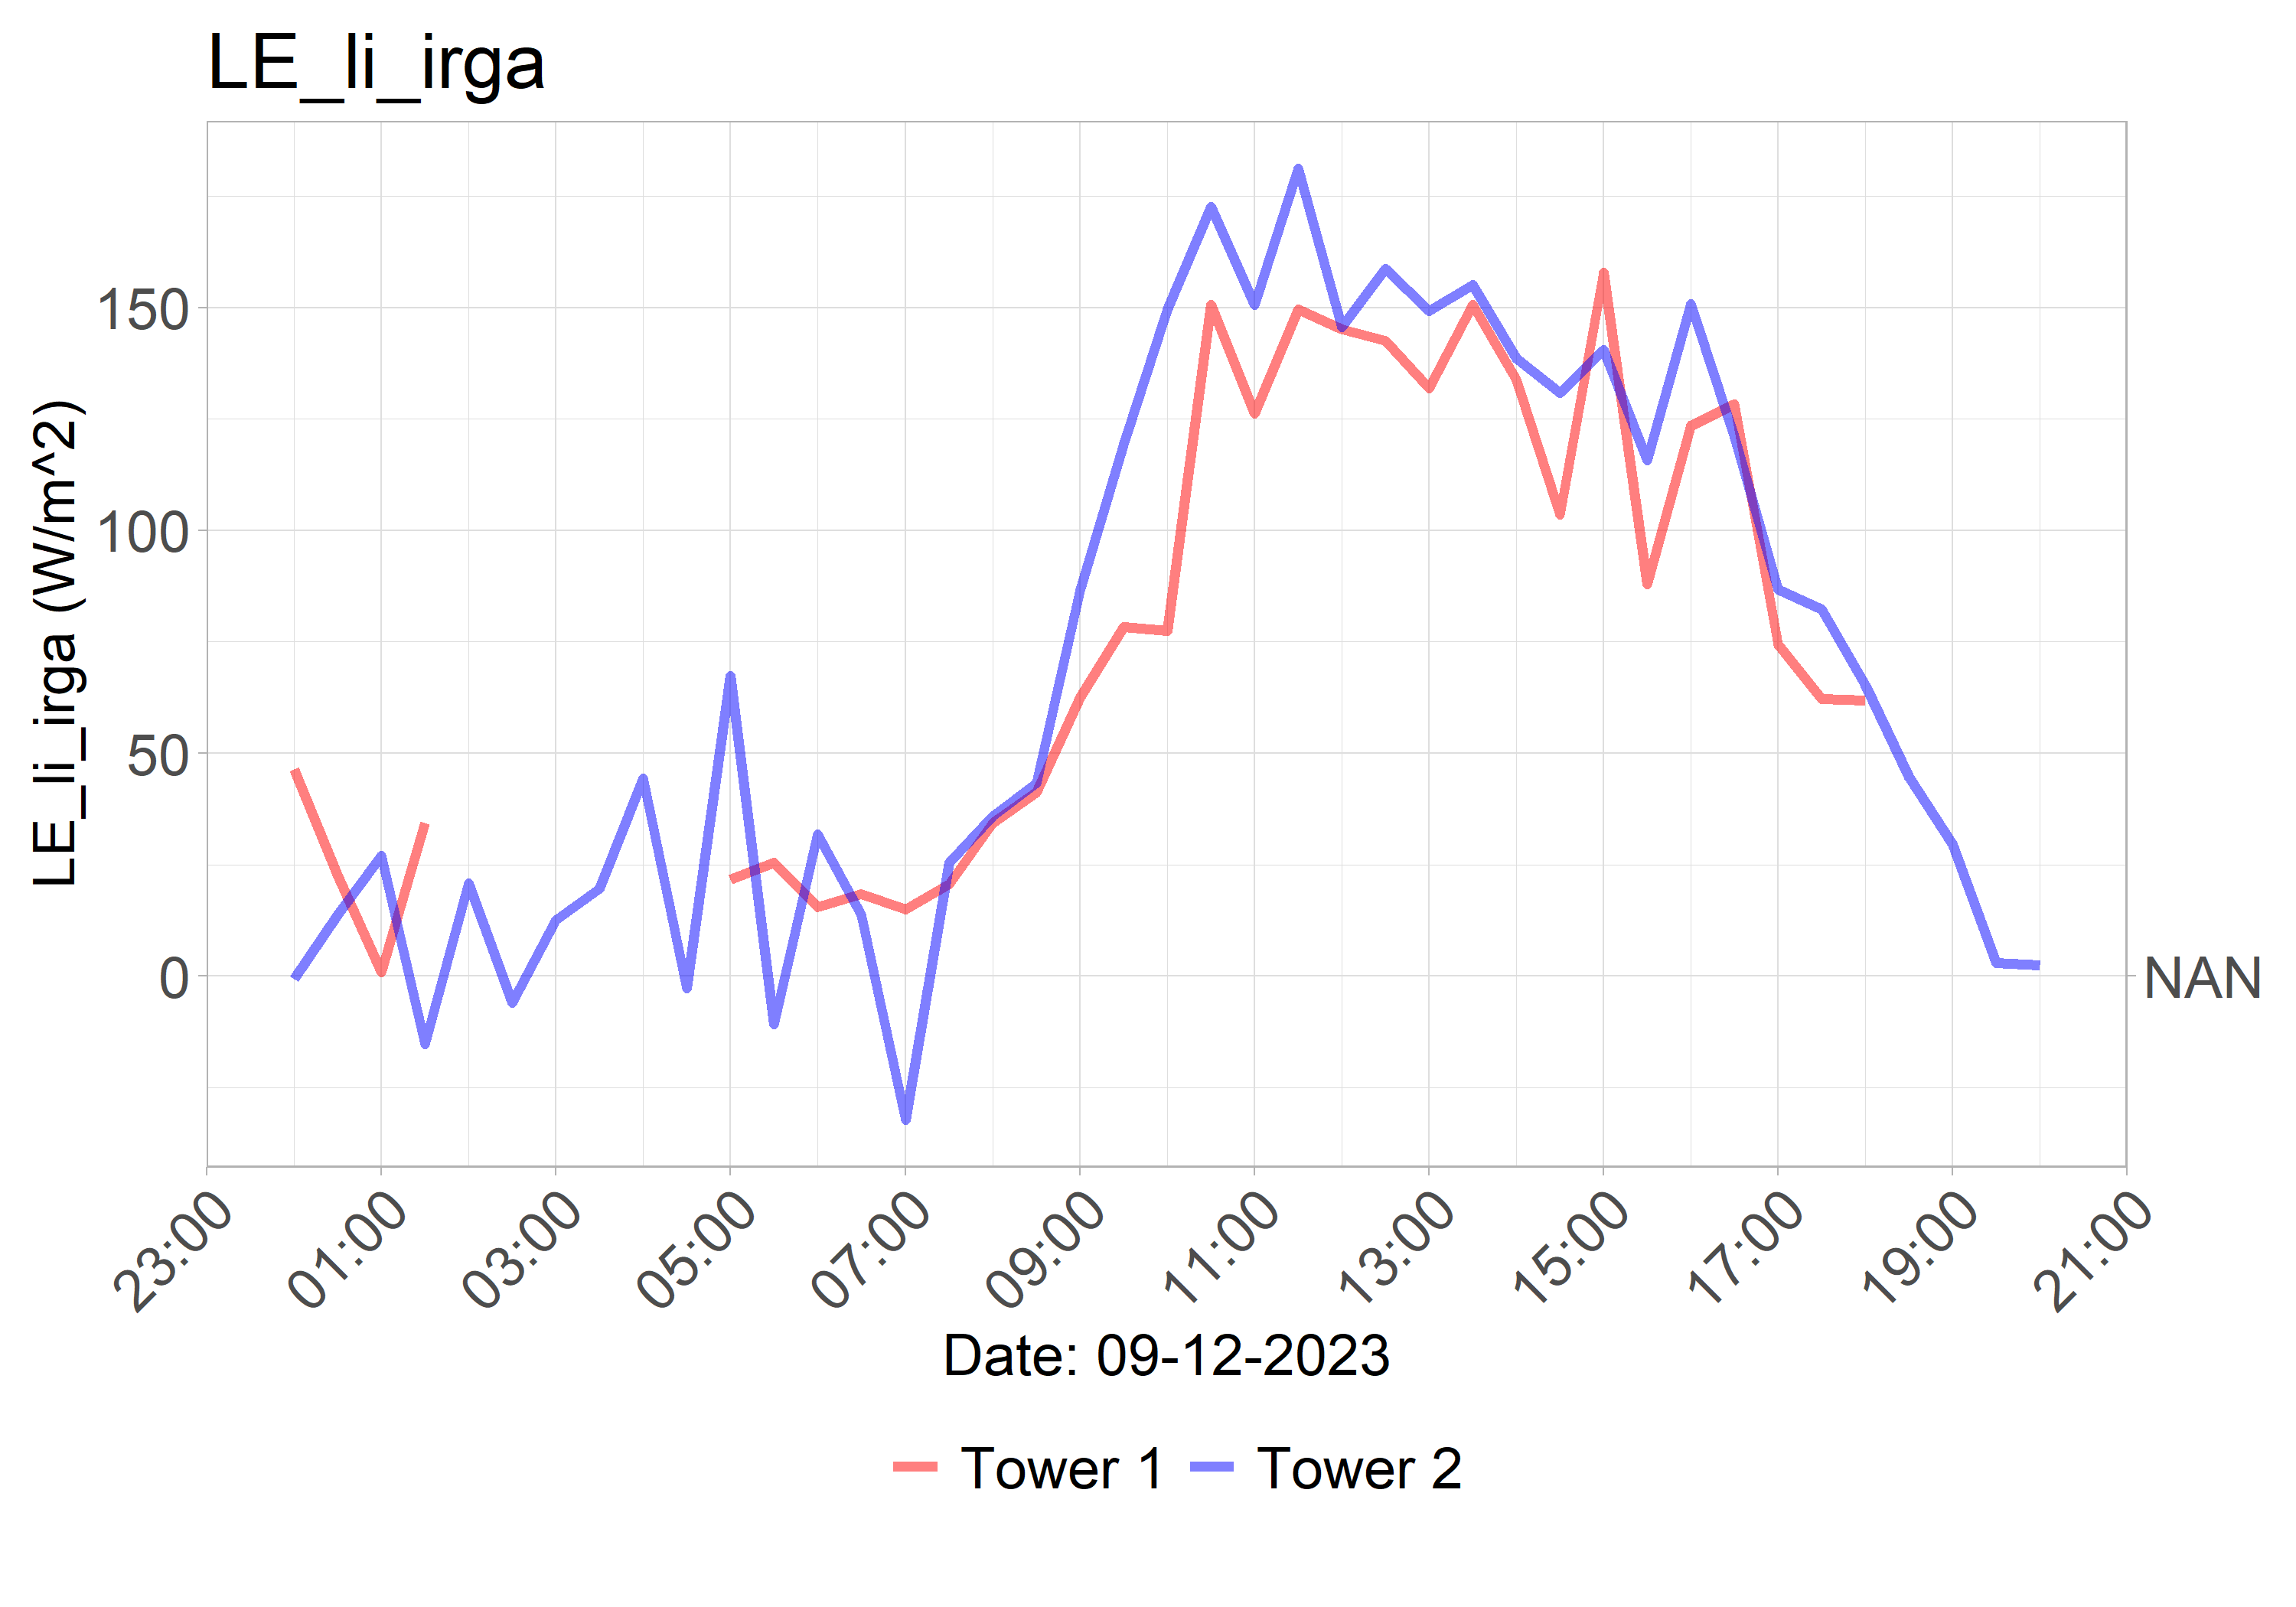 LE_li_irga
LE_li_irga (W/m^2)
150
100
50
0
NAN
23:00 01:00 03:00 05:00 07:00 09:00 11:00 13:00 15:00 17:00 19:00 21:00
Date: 09-12-2023
Tower 1 Tower 2